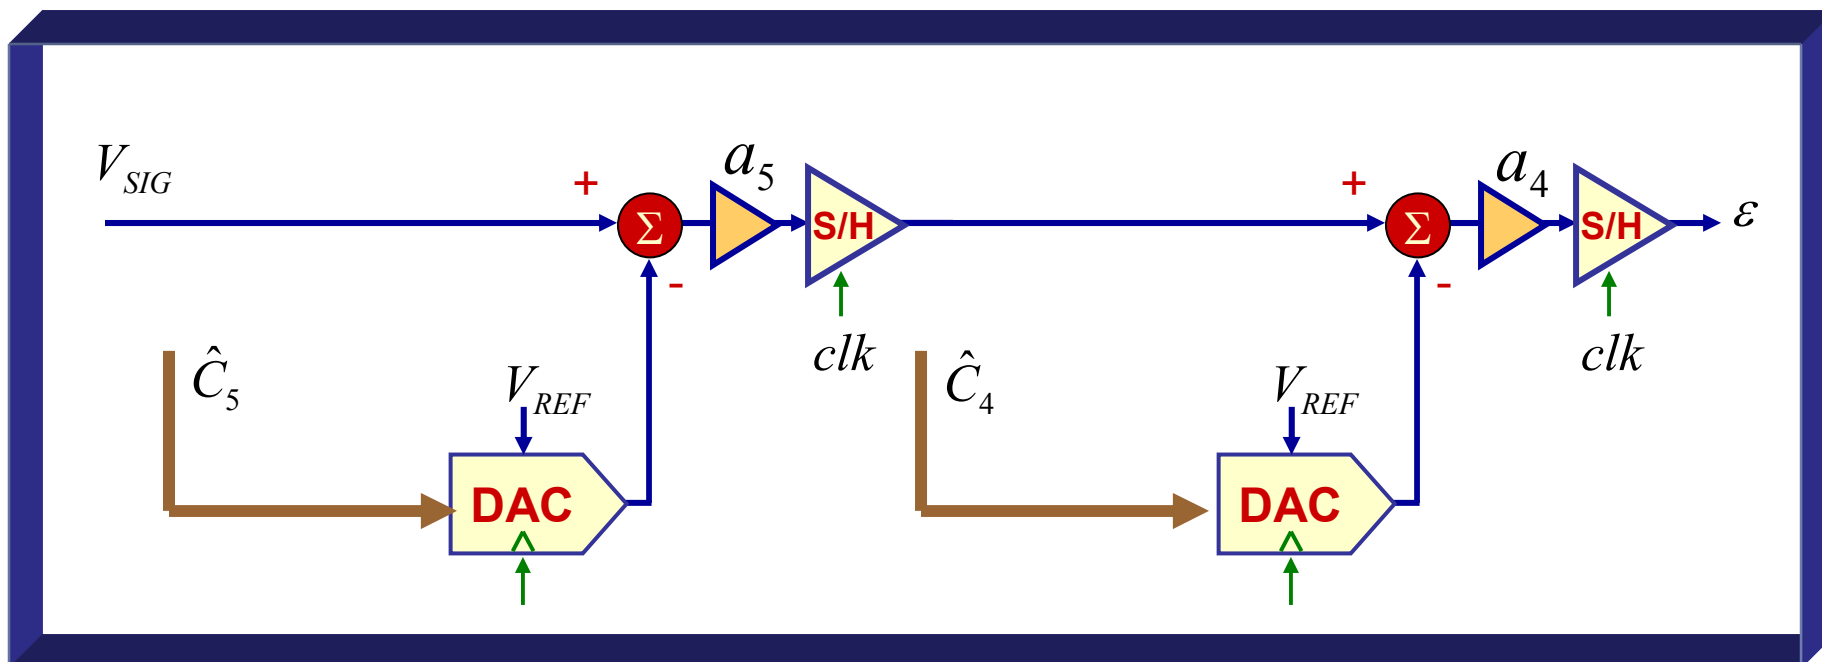 V_SIG
+
Σ
-
a_5
S/H
clk
+
Σ
-
a_4
S/H
clk
ε
Ĉ_5
V_REF
DAC
Ĉ_4
V_REF
DAC